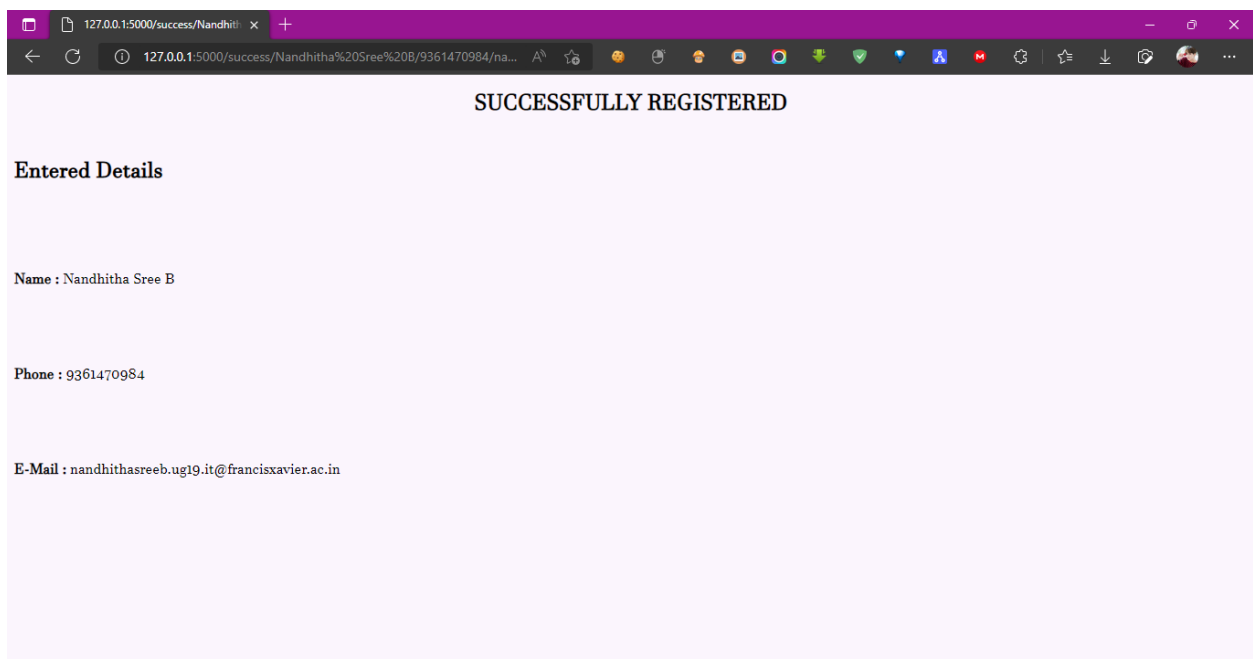 127.0.0.1:5000/success/Nandhith
127.0.0.1:5000/success/Nandhitha%20Sree%20B/9361470984/na...
SUCCESSFULLY REGISTERED
Entered Details
Name : Nandhitha Sree B
Phone : 9361470984
E-Mail : nandhithasreeb.ug19.it@francisxavier.ac.in